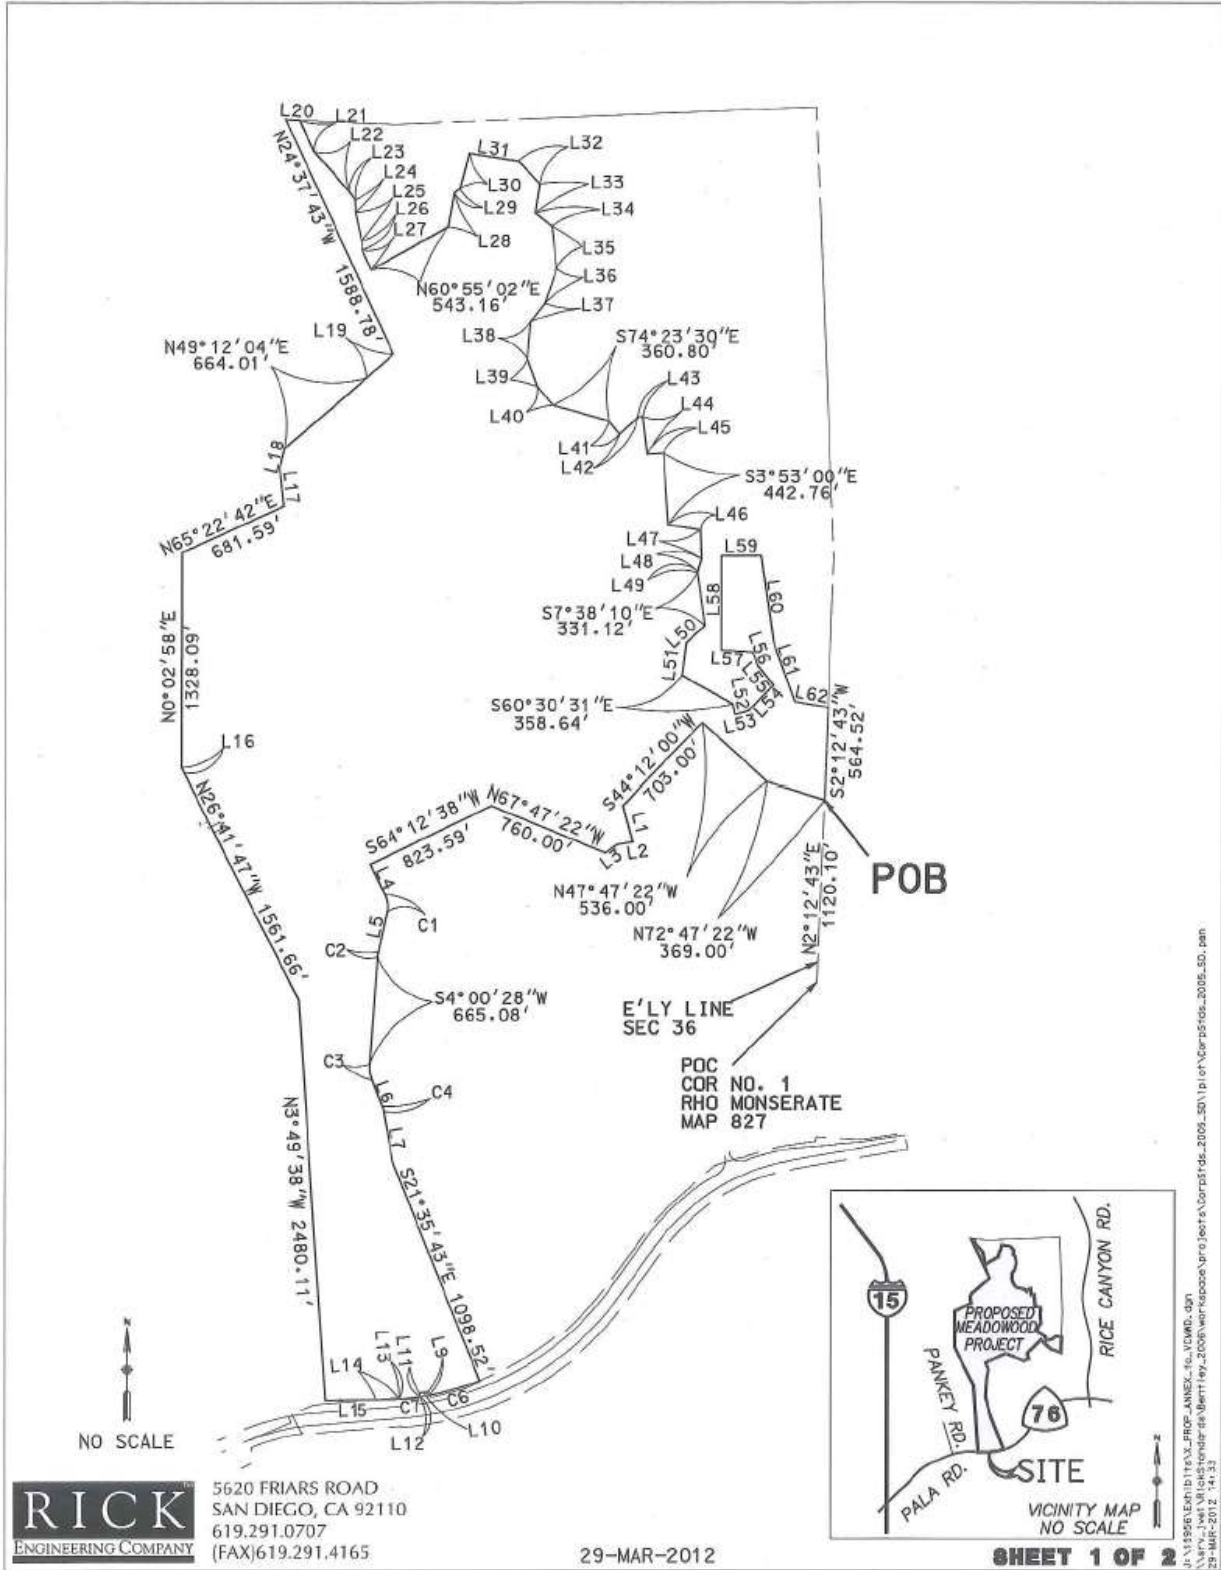 L20
L21
L22
L23
L24
L25
L26
L27
L31
L32
L33
L34
L30
L29
L28
L35
L36
L37
N24°37'43"W 1588.78'
N60°55'02"E
543.16'
L19
N49°12'04"E
664.01'
L38
S74°23'30"E
360.80'
L39
L40
L43
L44
L45
L41
L42
L18
L17
S3°53'00"E
442.76'
N65°22'42"E
681.59'
L46
L47
L48
L49
L59
L58
L60
S7°38'10"E
331.12'
L50
L51
L57
L56
L61
L55
L54
L52
L53
L62
N0°02'58"E
1328.09'
S60°30'31"E
358.64'
S2°12'43"W
564.52'
L16
S44°12'00"W
703.00'
N26°41'47"W 1561.66'
S64°12'38"W
823.59'
N67°47'22"W
760.00'
L1
L2
L3
L4
POB
N47°47'22"W
536.00'
N72°47'22"W
369.00'
N2°12'43"E
1120.10'
L5
C1
C2
S4°00'28"W
665.08'
E'LY LINE
SEC 36
C3
L6
C4
POC
COR NO. 1
RHO MONSERATE
MAP 827
L7
N3°49'38"W 2480.11'
S21°35'43"E 1098.52'
L14
L13
L11
L9
L15
C7
C6
L12
L10
N
NO SCALE
15
PROPOSED
MEADOWOOD
PROJECT
RICE CANYON RD.
PANKEY RD.
76
PALA RD.
SITE
N
VICINITY MAP
NO SCALE
RICK
ENGINEERING COMPANY
5620 FRIARS ROAD
SAN DIEGO, CA 92110
619.291.0707
(FAX)619.291.4165
29-MAR-2012
SHEET 1 OF 2
29-MAR-2012 14:33